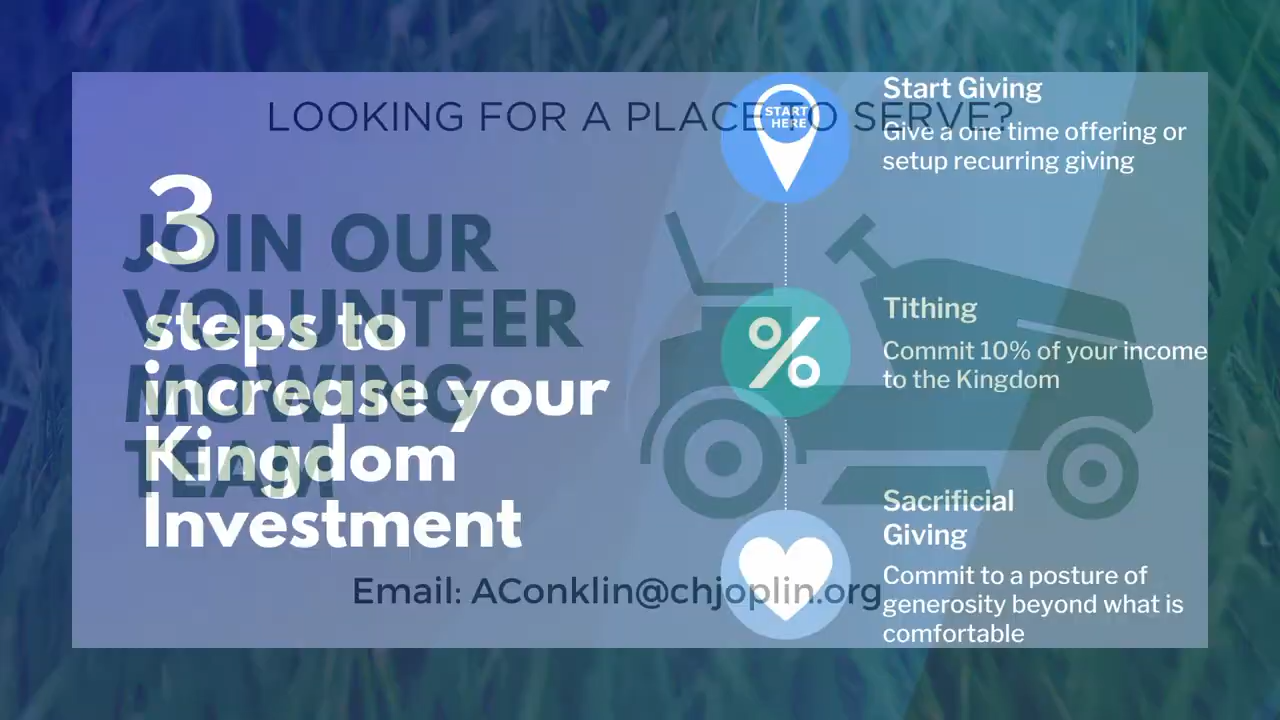 LOOKING FOR A PLACE TO SERVE?
JOIN OUR
VOLUNTEER
MOWING
TEAM
Email: AConklin@chjoplin.org
3
steps to
increase your
Kingdom
Investment
START
HERE
Start Giving
Give a one time offering or
setup recurring giving
Tithing
Commit 10% of your income
to the Kingdom
Sacrificial
Giving
Commit to a posture of
generosity beyond what is
comfortable